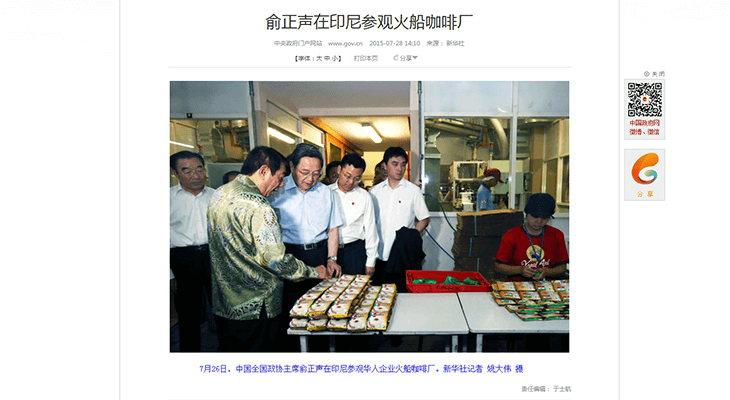 俞正声在印尼参观火船咖啡厂
中央政府门户网站 www.gov.cn 2015-07-28 14:10 来源： 新华社
【字体：大 中 小】 打印本页 分享
关 闭
中国政府网
微博、微信
分 享
7月26日，中国全国政协主席俞正声在印尼参观华人企业火船咖啡厂。新华社记者 姚大伟 摄
责任编辑： 于士航